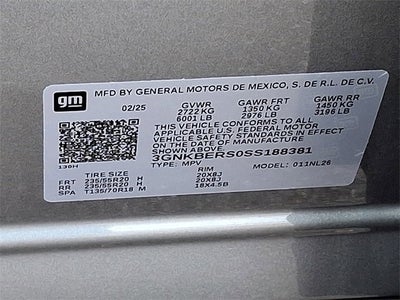 gm
MFD BY GENERAL MOTORS DE MEXICO, S. DE R.L. DE C.V.
02/25 GVWR GAWR FRT GAWR RR
2722 KG 1350 KG 1450 KG
6001 LB 2976 LB 3196 LB
THIS VEHICLE CONFORMS TO ALL
APPLICABLE U.S. FEDERAL MOTOR
VEHICLE SAFETY STANDARDS IN EFFECT
ON THE DATE OF MANUFACTURE SHOWN ABOVE.
3GNKBERS0SS188381
TYPE: MPV MODEL: 011NL26
138H
TIRE SIZE RIM
FRT 235/55R20 H 20X8J
RR 235/55R20 H 20X8J
SPA T135/70R18 M 18X4.5B